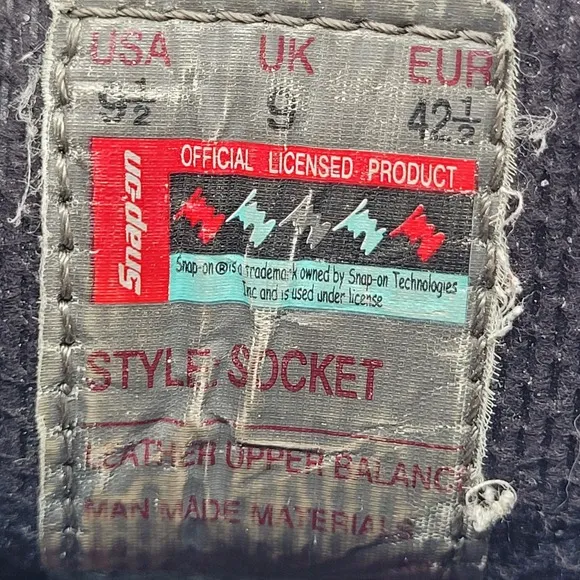 USA UK EUR
9½ 9 42½
OFFICIAL LICENSED PRODUCT
Snap-on
Snap-on ® is a trademark owned by Snap-on Technologies
Inc and is used under license
STYLE: SOCKET
LEATHER UPPER BALANCE
MAN MADE MATERIALS